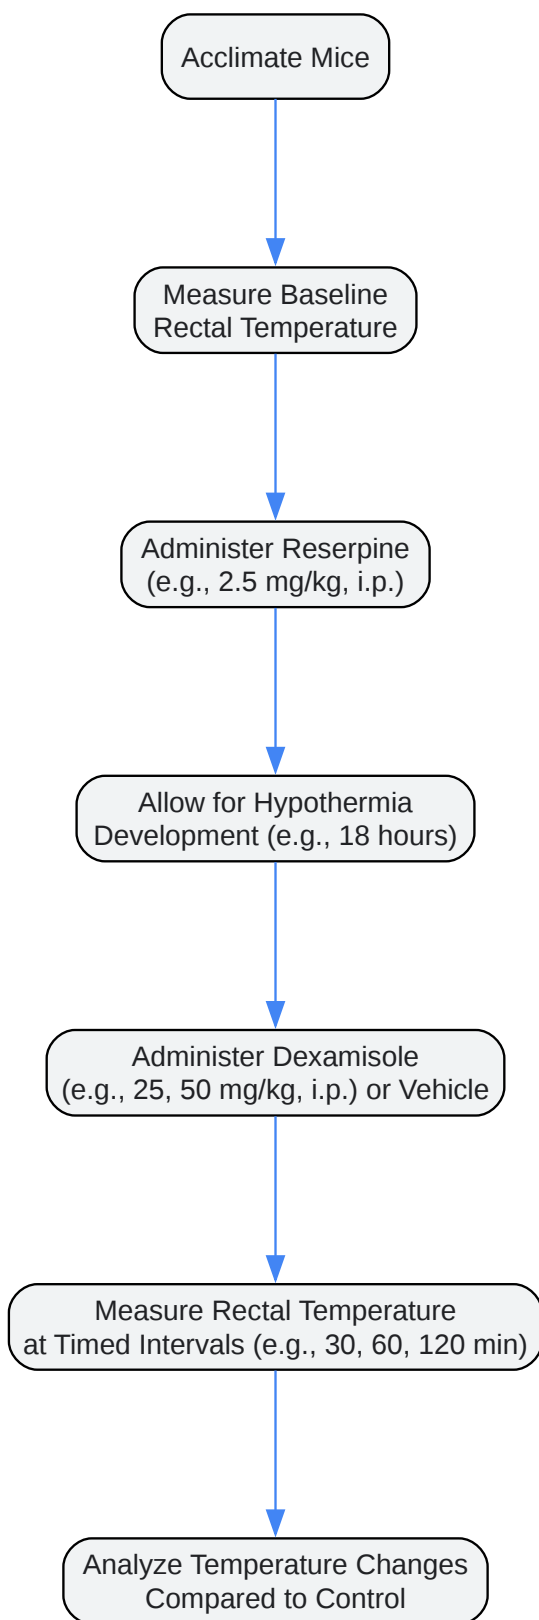 Acclimate Mice
Measure Baseline
Rectal Temperature
Administer Reserpine
(e.g., 2.5 mg/kg, i.p.)
Allow for Hypothermia
Development (e.g., 18 hours)
Administer Dexamisole
(e.g., 25, 50 mg/kg, i.p.) or Vehicle
Measure Rectal Temperature
at Timed Intervals (e.g., 30, 60, 120 min)
Analyze Temperature Changes
Compared to Control